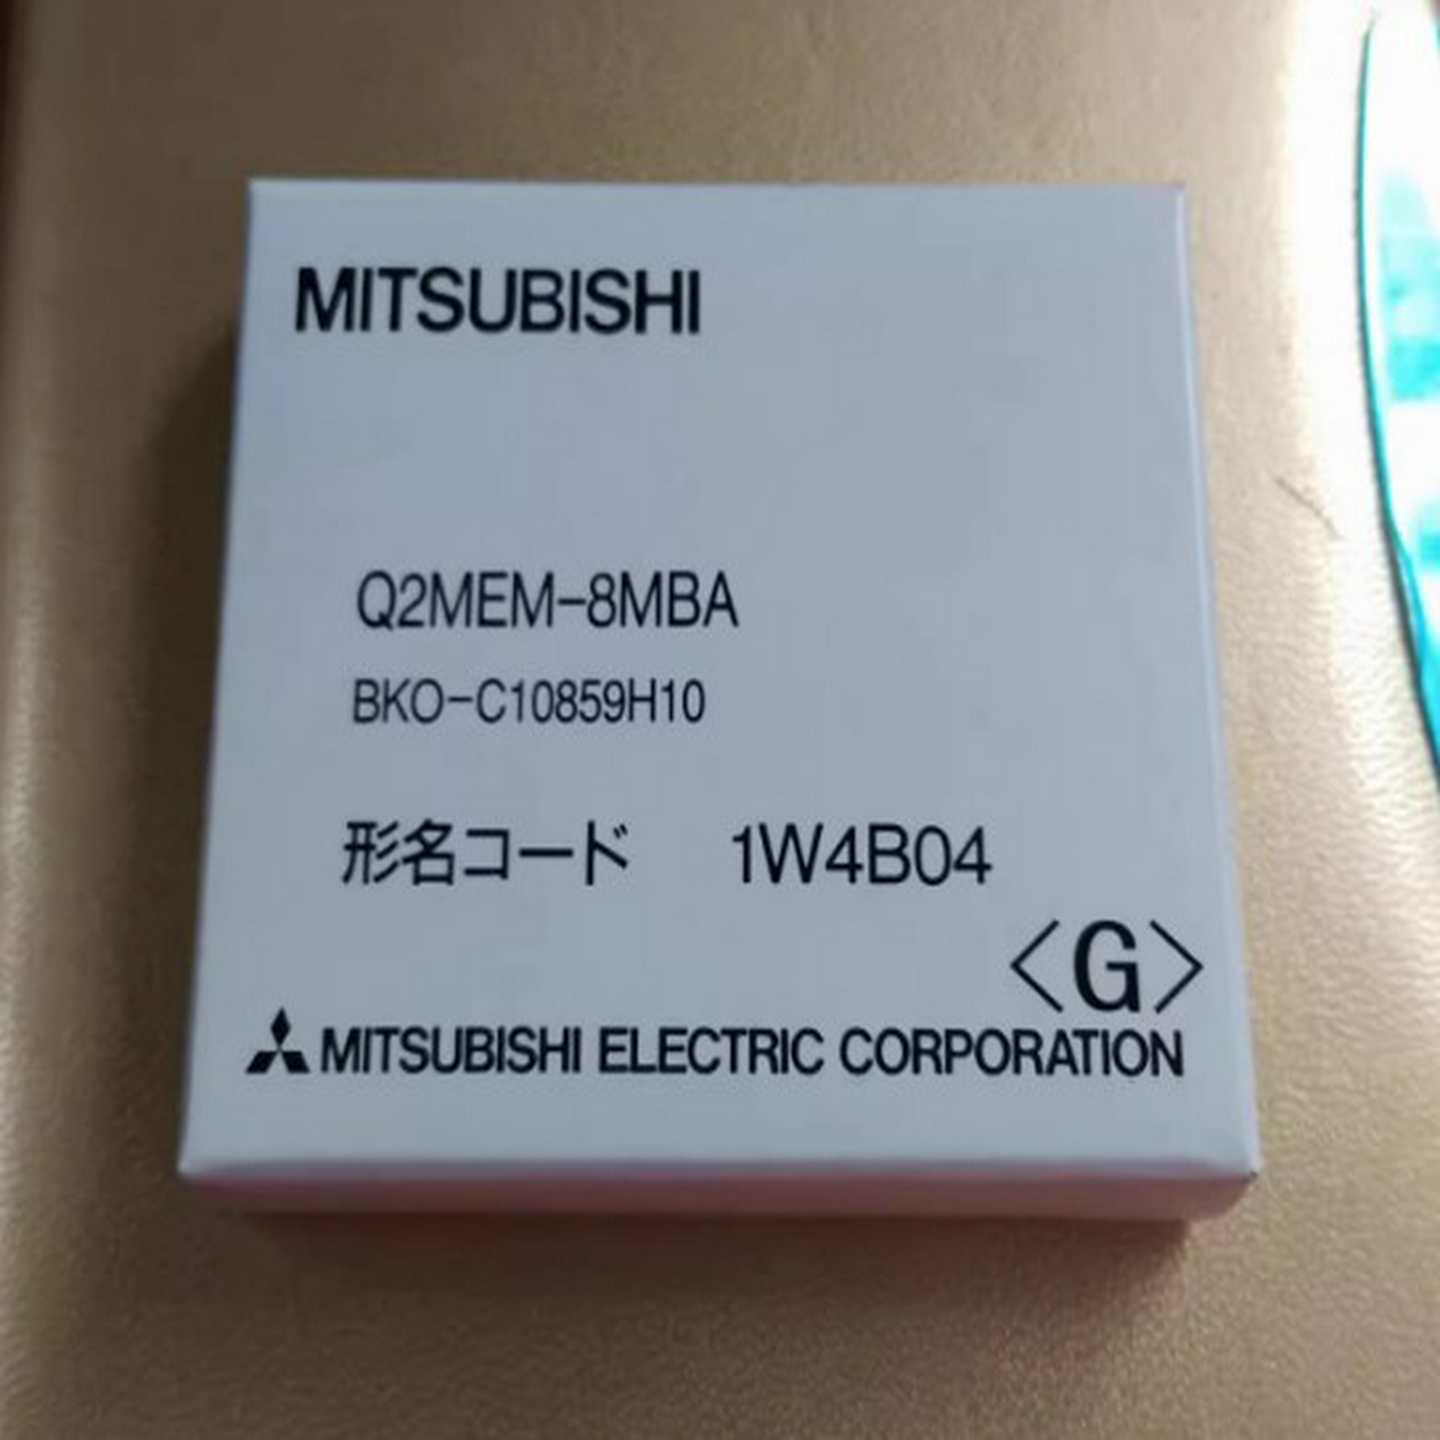 MITSUBISHI
Q2MEM-8MBA
BKO-C10859H10
形名コード 1W4B04
<G>
MITSUBISHI ELECTRIC CORPORATION